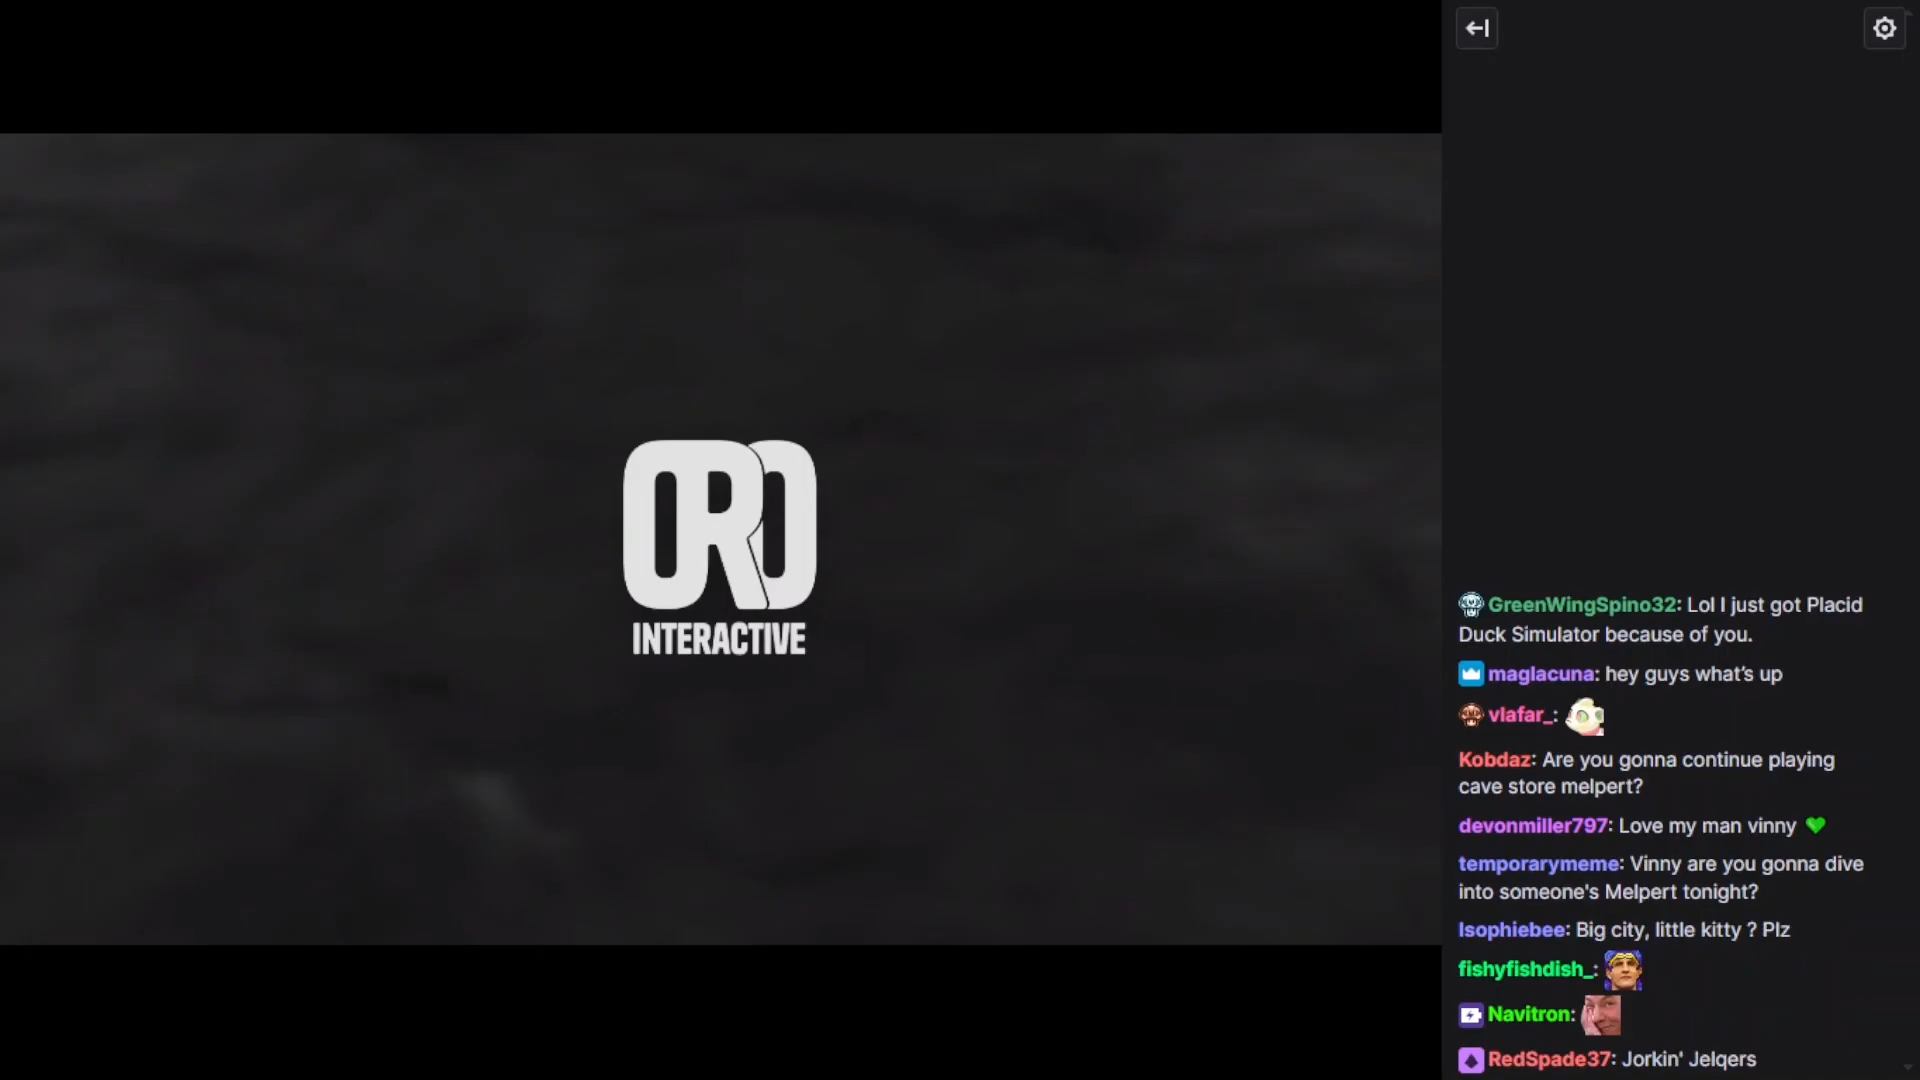 ORO
INTERACTIVE
GreenWingSpino32: Lol I just got Placid
Duck Simulator because of you.
maglacuna: hey guys what's up
vlafar_:
Kobdaz: Are you gonna continue playing
cave store melpert?
devonmiller797: Love my man vinny
temporarymeme: Vinny are you gonna dive
into someone's Melpert tonight?
Isophiebee: Big city, little kitty ? Plz
fishyfishdish_:
Navitron:
RedSpade37: Jorkin' Jelqers